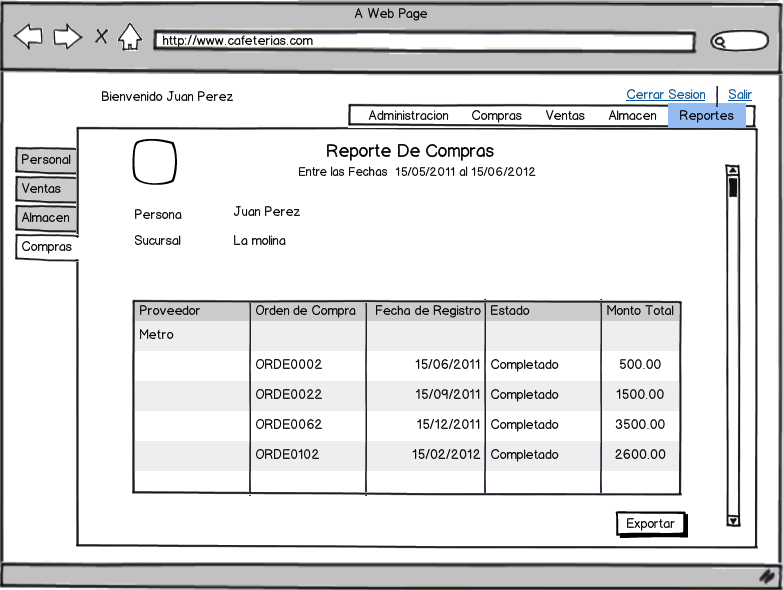 A Web Page
X
http://www.cafeterias.com
Bienvenido Juan Perez
Cerrar Sesion | Salir
Administracion Compras Ventas Almacen Reportes
Personal
Ventas
Almacen
Compras
Reporte De Compras
Entre las Fechas 15/05/2011 al 15/06/2012
Persona Juan Perez
Sucursal La molina
Proveedor Orden de Compra Fecha de Registro Estado Monto Total
Metro
ORDE0002 15/06/2011 Completado 500.00
ORDE0022 15/09/2011 Completado 1500.00
ORDE0062 15/12/2011 Completado 3500.00
ORDE0102 15/02/2012 Completado 2600.00
Exportar